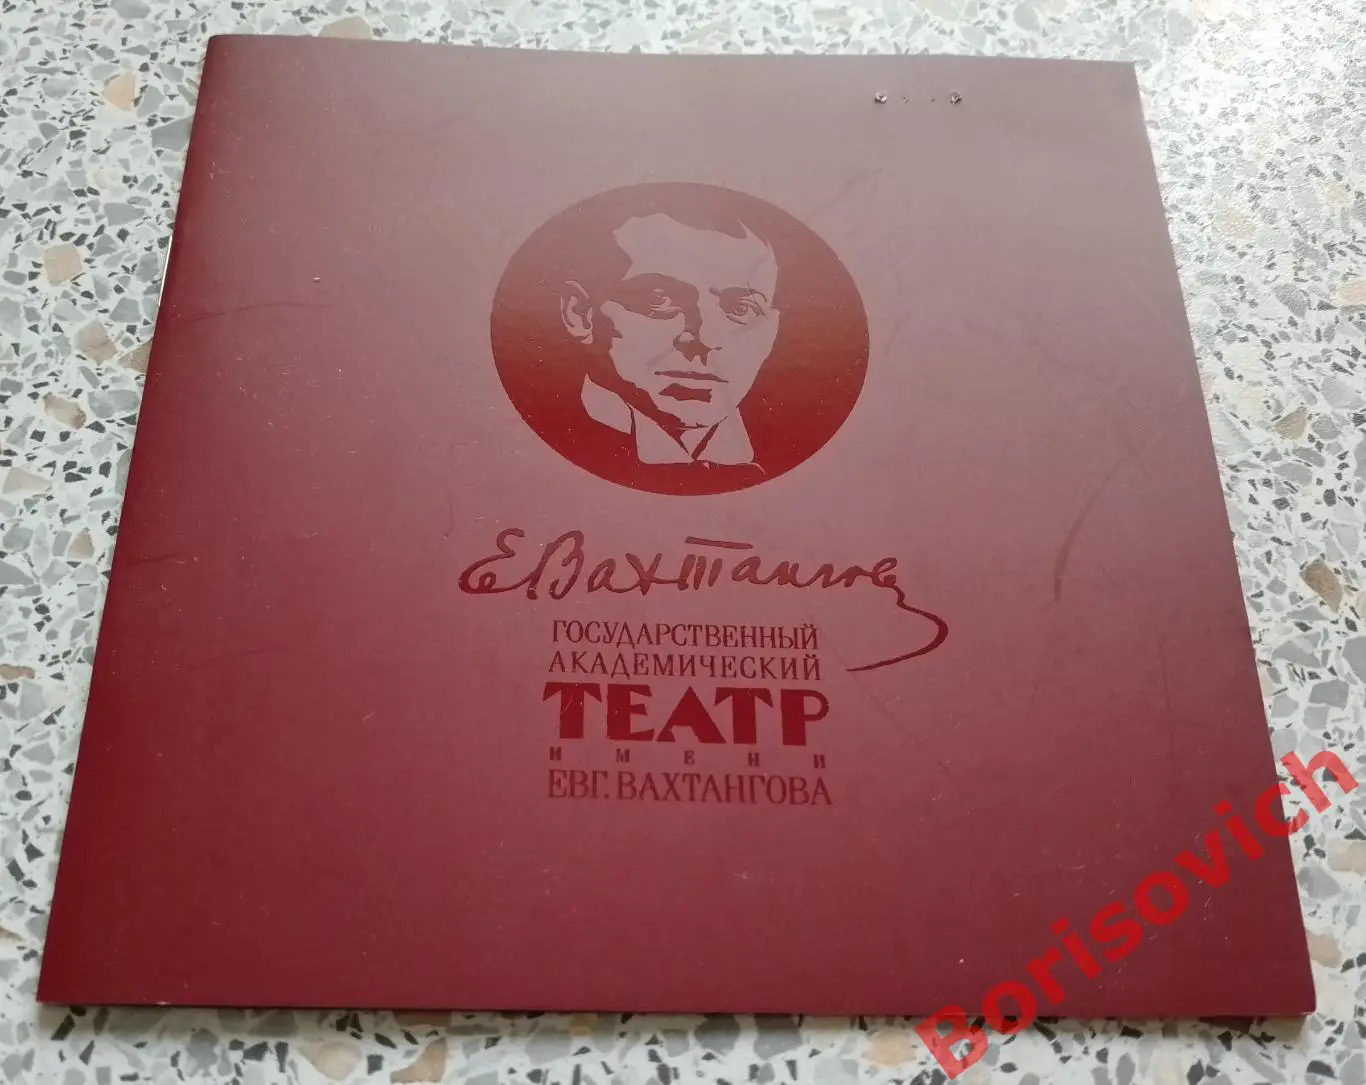 Е Вахтангов
ГОСУДАРСТВЕННЫЙ
АКАДЕМИЧЕСКИЙ
ТЕАТР
ИМЕНИ
ЕВГ. ВАХТАНГОВА
Borisovich